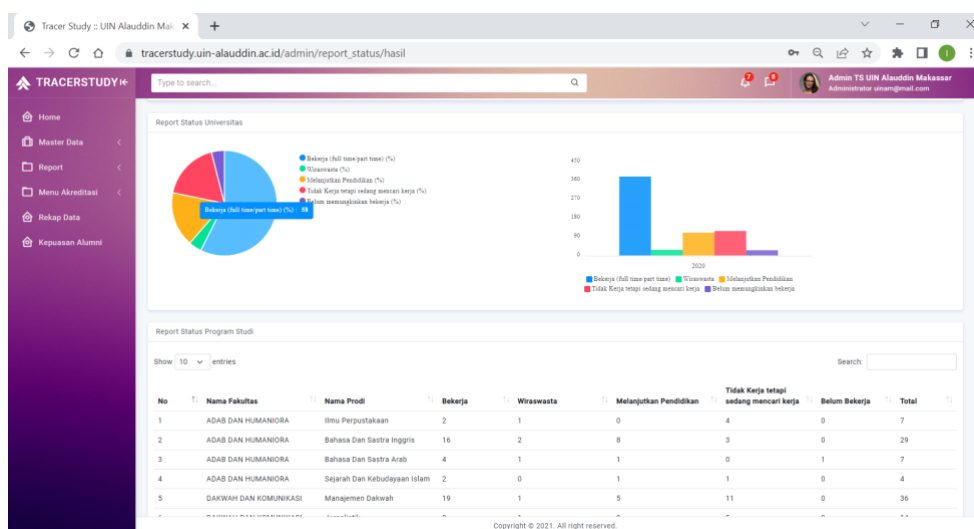 Tracer Study :: UIN Alauddin Mak
tracerstudy.uin-alauddin.ac.id/admin/report_status/hasil
TRACERSTUDY
Type to search...
7
Admin TS UIN Alauddin Makassar
Administrator uinam@mail.com
Home
Master Data
Report
Menu Akreditasi
Rekap Data
Kepuasan Alumni
Report Status Universitas
Bekerja (full time/part time) (%)
Wiraswasta (%)
Melanjutkan Pendidikan (%)
Tidak Kerja tetapi sedang mencari kerja (%)
Belum memungkinkan bekerja (%)
Bekerja (full time/part time) (%) : 58
450
360
270
180
90
0
2020
Bekerja (full time/part time) Wiraswasta Melanjutkan Pendidikan
Tidak Kerja tetapi sedang mencari kerja Belum memungkinkan bekerja
Report Status Program Studi
Show 10 entries
Search:
No Nama Fakultas Nama Prodi Bekerja Wiraswasta Melanjutkan Pendidikan Tidak Kerja tetapi sedang mencari kerja Belum Bekerja Total
1 ADAB DAN HUMANIORA Ilmu Perpustakaan 2 1 0 4 0 7
2 ADAB DAN HUMANIORA Bahasa Dan Sastra Inggris 16 2 8 3 0 29
3 ADAB DAN HUMANIORA Bahasa Dan Sastra Arab 4 1 1 0 1 7
4 ADAB DAN HUMANIORA Sejarah Dan Kebudayaan Islam 2 0 1 1 0 4
5 DAKWAH DAN KOMUNIKASI Manajemen Dakwah 19 1 5 11 0 36
Copyright © 2021. All right reserved.